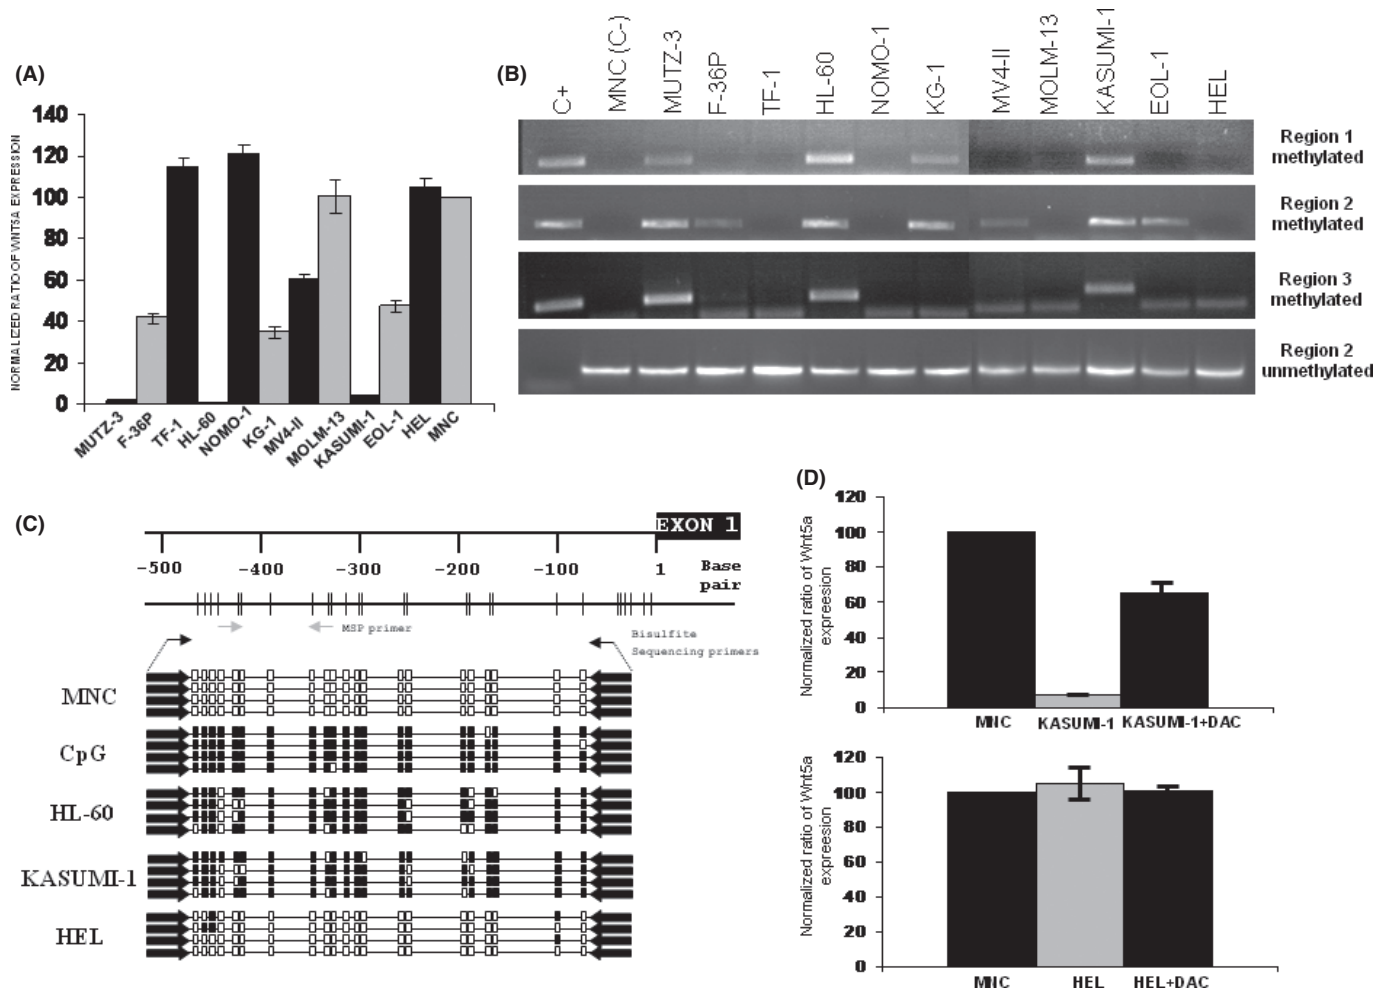 (A)
NORMALIZED RATIO OF WNT5A EXPRESSION
140
120
100
80
60
40
20
0
MUTZ-3
F-36P
TF-1
HL-60
NOMO-1
KG-1
MV4-II
MOLM-13
KASUMI-1
EOL-1
HEL
MNC
(B)
C+
MNC (C-)
MUTZ-3
F-36P
TF-1
HL-60
NOMO-1
KG-1
MV4-II
MOLM-13
KASUMI-1
EOL-1
HEL
Region 1
methylated
Region 2
methylated
Region 3
methylated
Region 2
unmethylated
(C)
EXON 1
-500
-400
-300
-200
-100
1
Base
pair
MSP primer
Bisulfite
Sequencing primers
MNC
CpG
HL-60
KASUMI-1
HEL
(D)
Normalized ratio of Wnt5a
expreesion
120
100
80
60
40
20
0
MNC
KASUMI-1
KASUMI-1+DAC
Normalized ratio of Wnt5a
expreesion
120
100
80
60
40
20
0
MNC
HEL
HEL+DAC